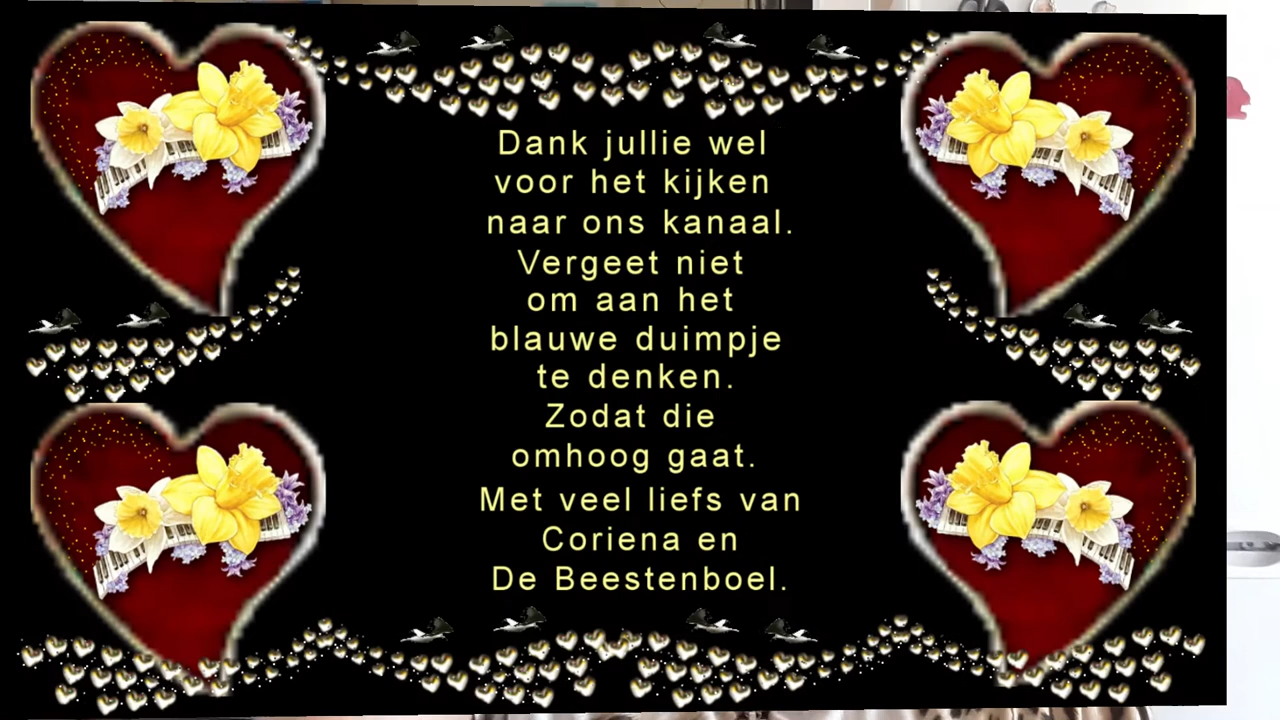 Dank jullie wel
voor het kijken
naar ons kanaal.
Vergeet niet
om aan het
blauwe duimpje
te denken.
Zodat die
omhoog gaat.
Met veel liefs van
Coriena en
De Beestenboel.